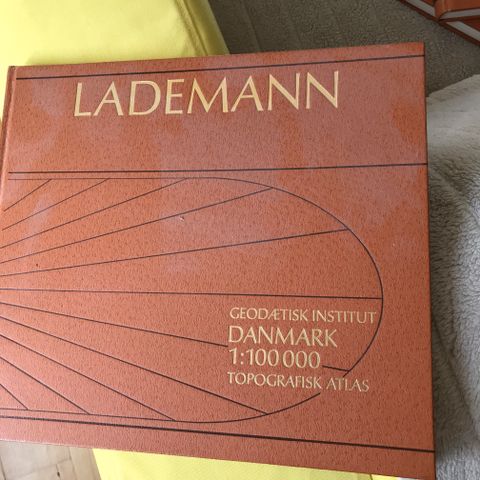 LADEMANN
GEODÆTISK INSTITUT
DANMARK
1:100 000
TOPOGRAFISK ATLAS